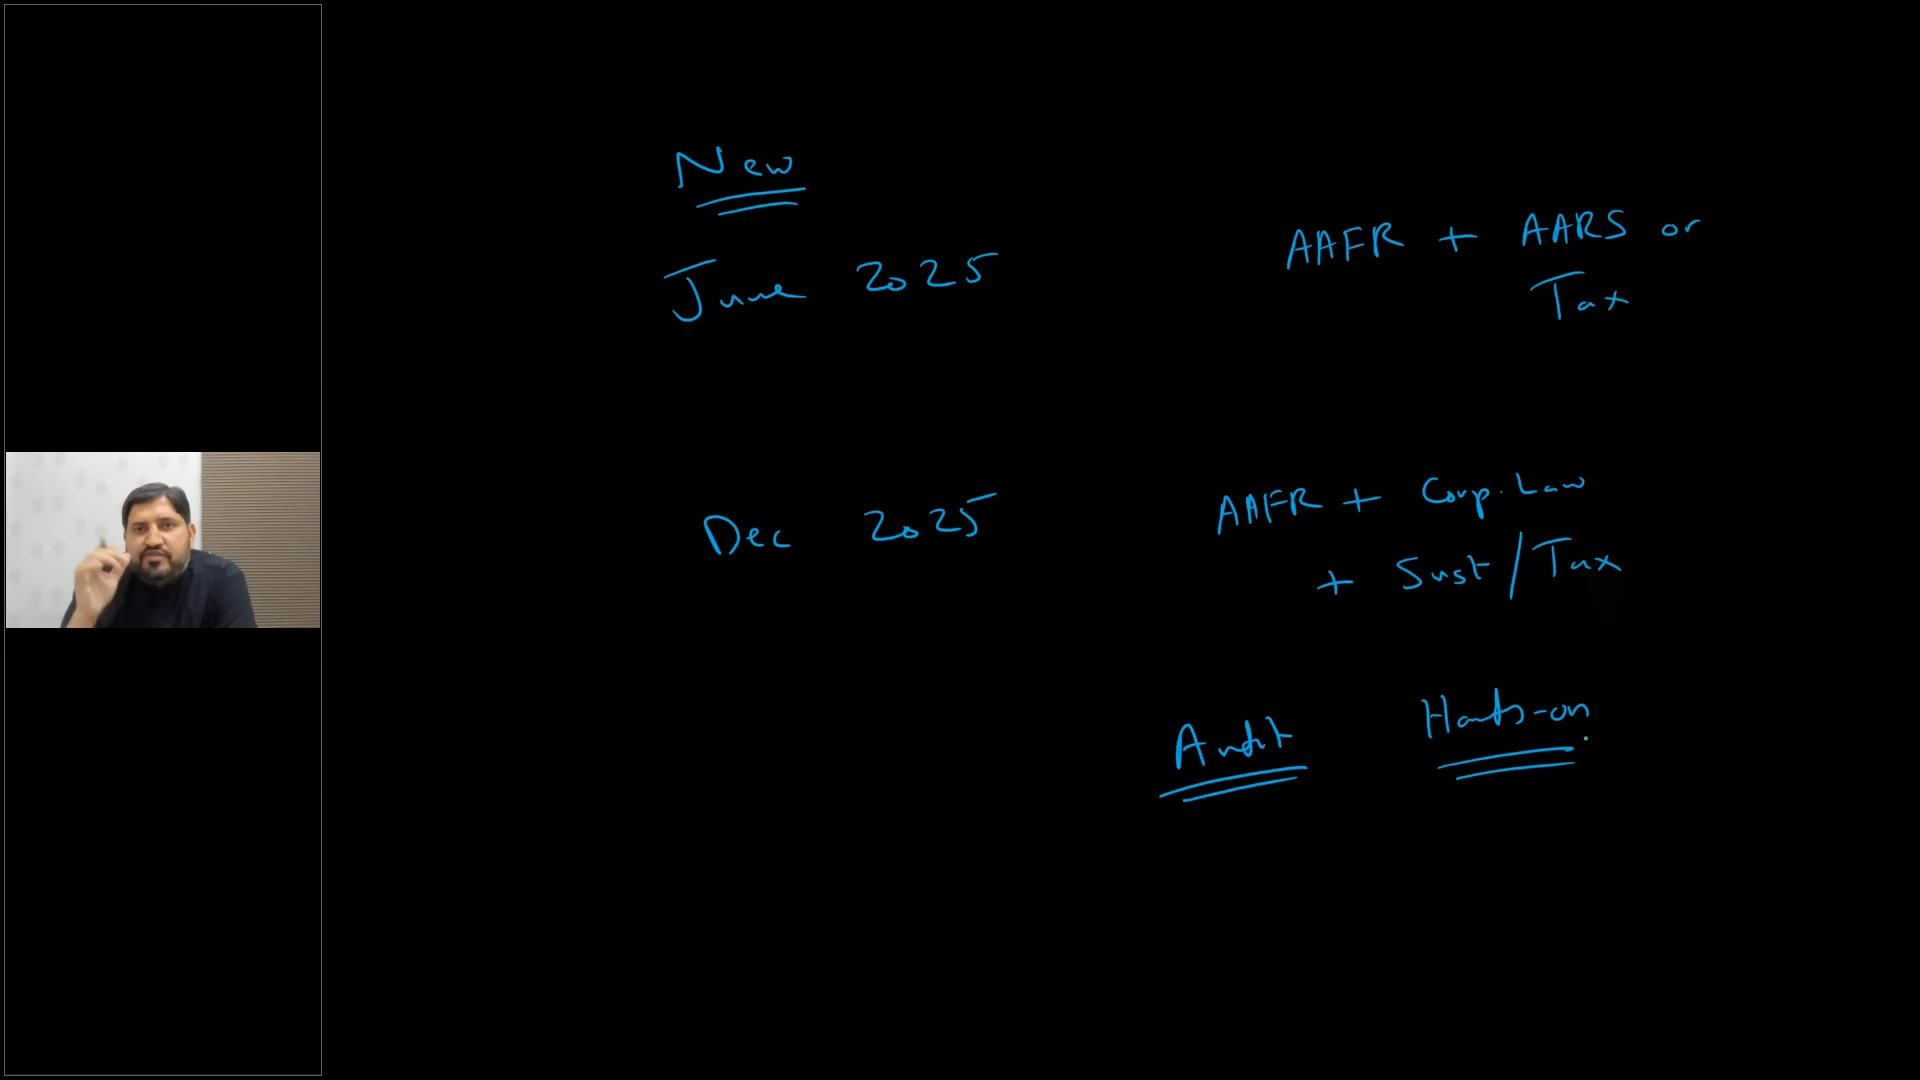 New
June 2025 AAFR + AARS or
Tax
Dec 2025 AAFR + Corp. Law
+ Sust / Tax
Audit Hands-on